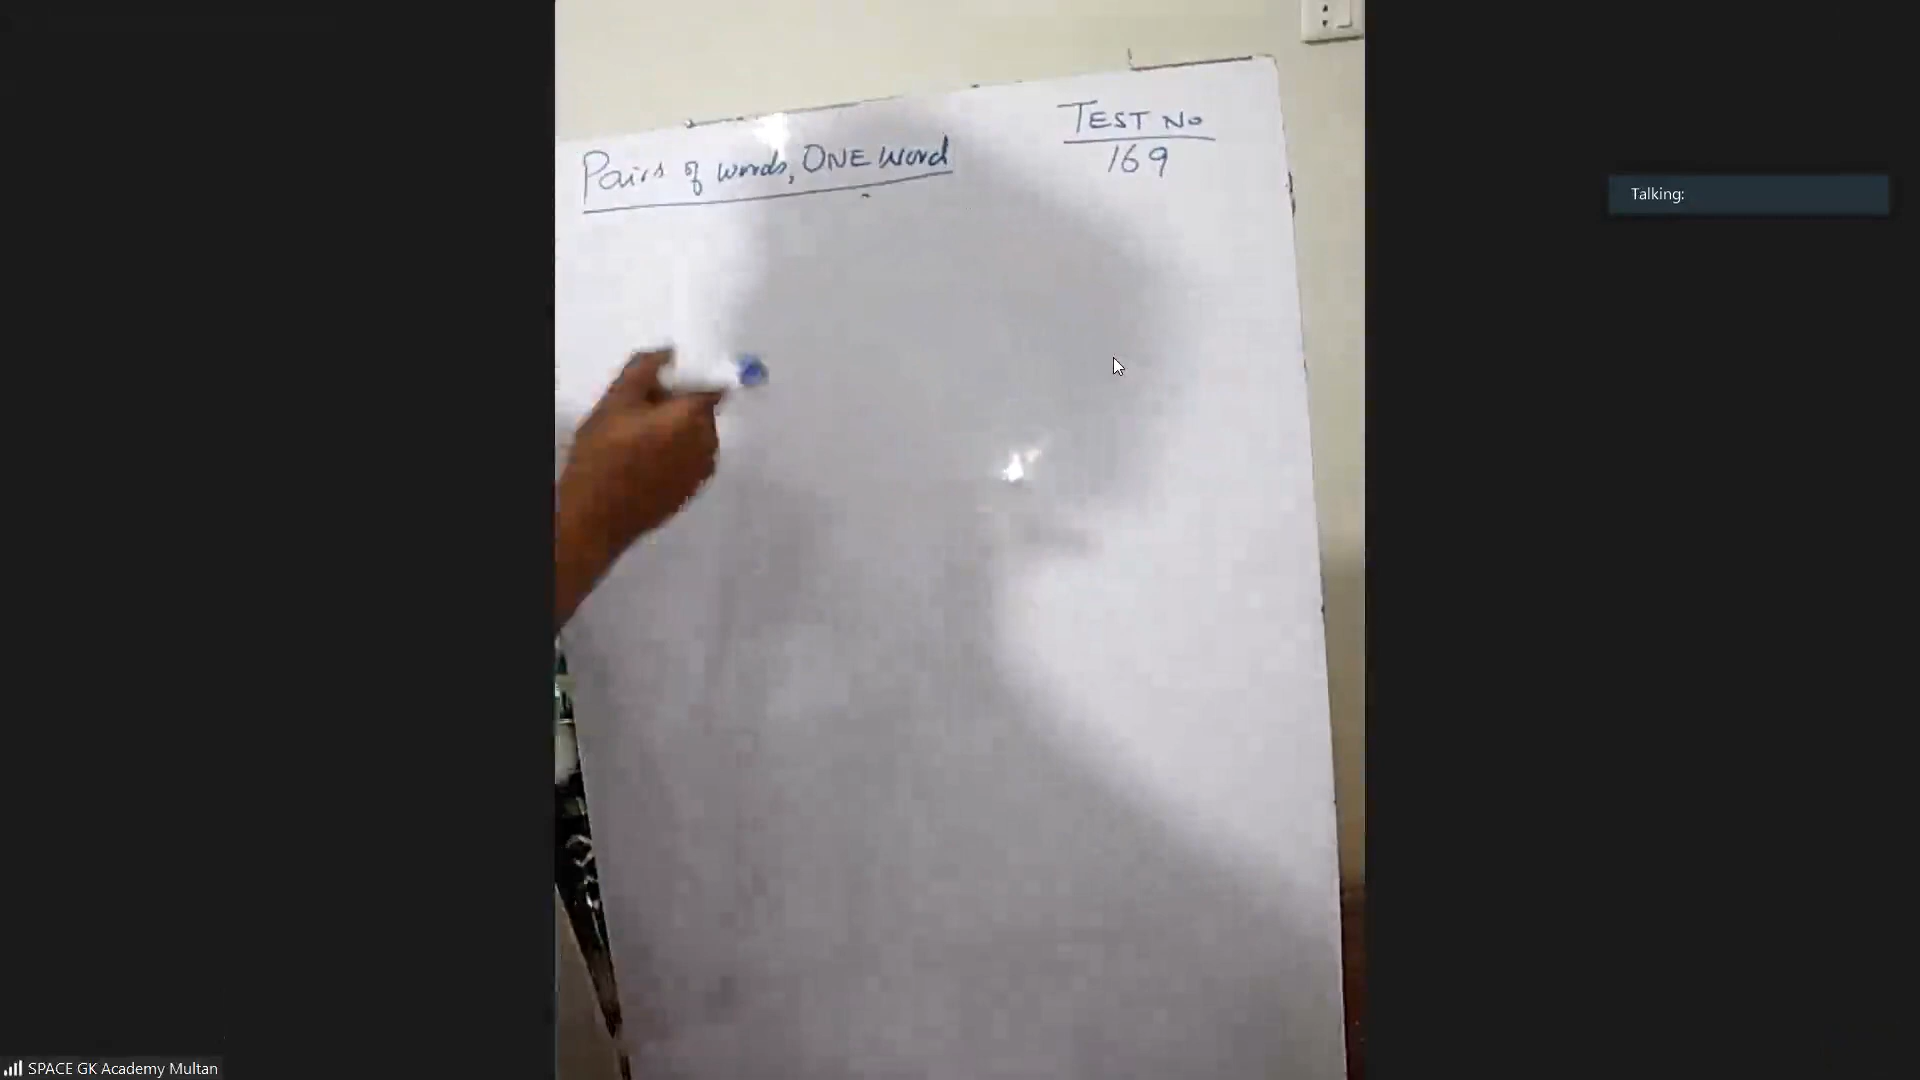 Pairs of words, ONE Word
TEST NO
169
Talking:
SPACE GK Academy Multan